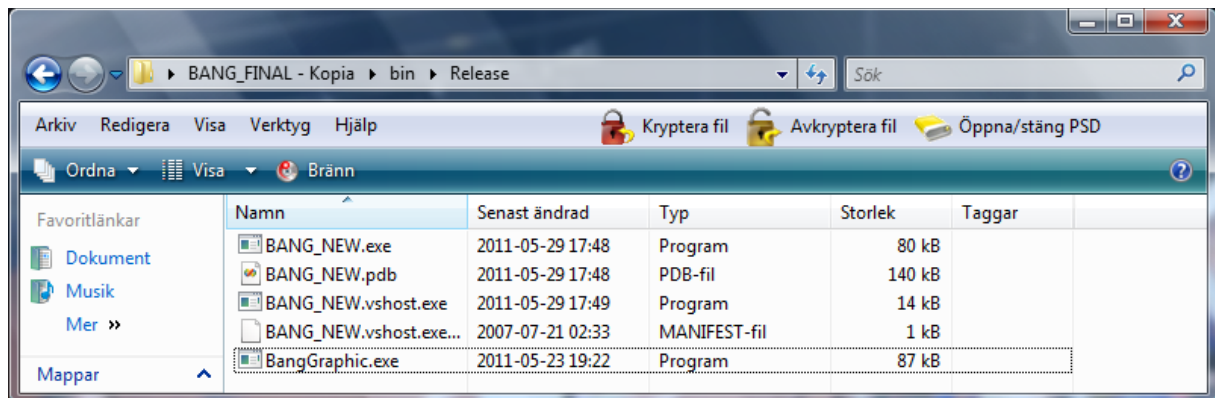 BANG_FINAL - Kopia bin Release Sök
Arkiv Redigera Visa Verktyg Hjälp Kryptera fil Avkryptera fil Öppna/stäng PSD
Ordna Visa Bränn
Favoritlänkar
Dokument
Musik
Mer »
Mappar
Namn Senast ändrad Typ Storlek Taggar
BANG_NEW.exe 2011-05-29 17:48 Program 80 kB
BANG_NEW.pdb 2011-05-29 17:48 PDB-fil 140 kB
BANG_NEW.vshost.exe 2011-05-29 17:49 Program 14 kB
BANG_NEW.vshost.exe... 2007-07-21 02:33 MANIFEST-fil 1 kB
BangGraphic.exe 2011-05-23 19:22 Program 87 kB